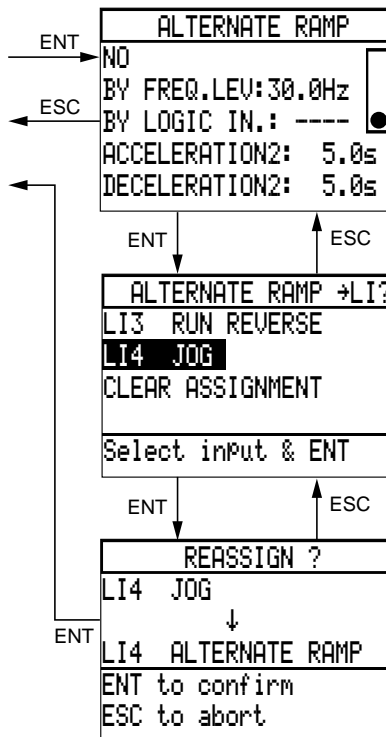 ALTERNATE RAMP
ENT
NO
BY FREQ.LEV:30.0Hz
ESC
BY LOGIC IN.: ----
ACCELERATION2: 5.0s
DECELERATION2: 5.0s
ENT
ESC
ALTERNATE RAMP →LI?
LI3 RUN REVERSE
LI4 JOG
CLEAR ASSIGNMENT
Select inPut & ENT
ENT
ESC
REASSIGN ?
LI4 JOG
↓
ENT
LI4 ALTERNATE RAMP
ENT to confirm
ESC to abort